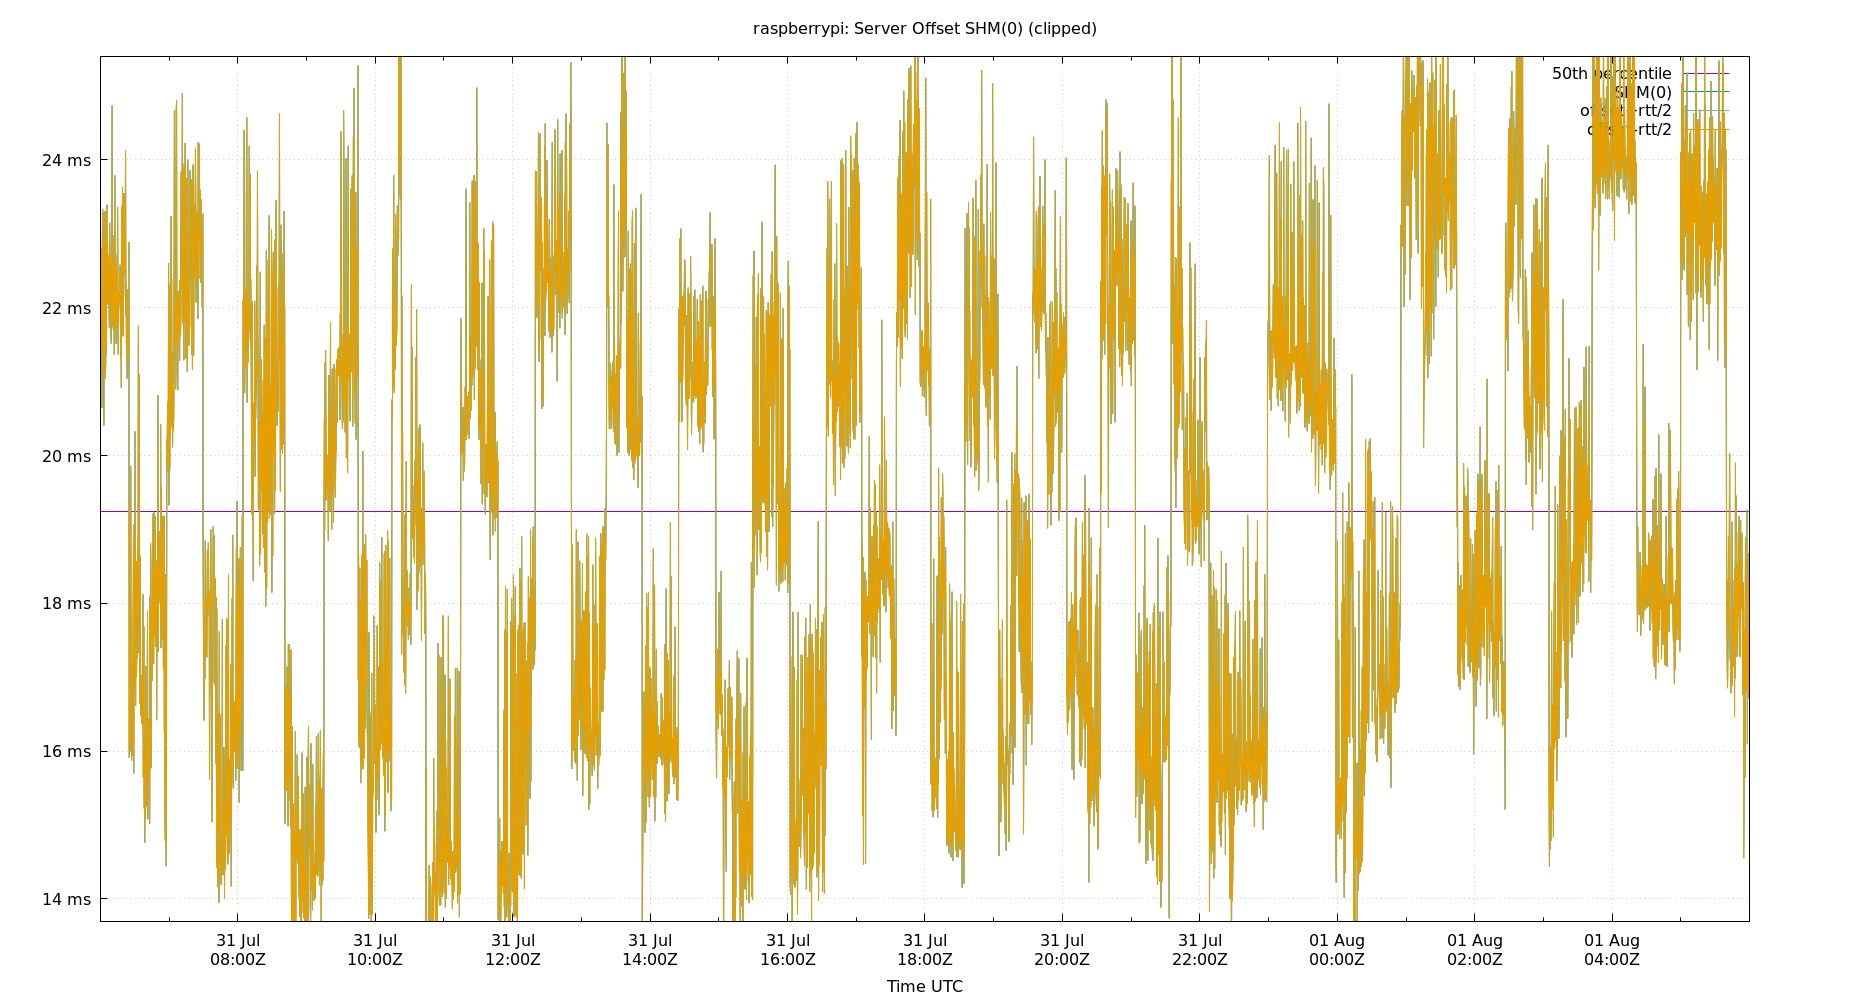 raspberrypi: Server Offset SHM(0) (clipped)
50th percentile
SHM(0)
24 ms
22 ms
20 ms
18 ms
16 ms
14 ms
31 Jul 31 Jul 31 Jul 31 Jul 31 Jul 31 Jul 31 Jul 31 Jul 01 Aug 01 Aug 01 Aug
08:00Z 10:00Z 12:00Z 14:00Z 16:00Z 18:00Z 20:00Z 22:00Z 00:00Z 02:00Z 04:00Z
Time UTC